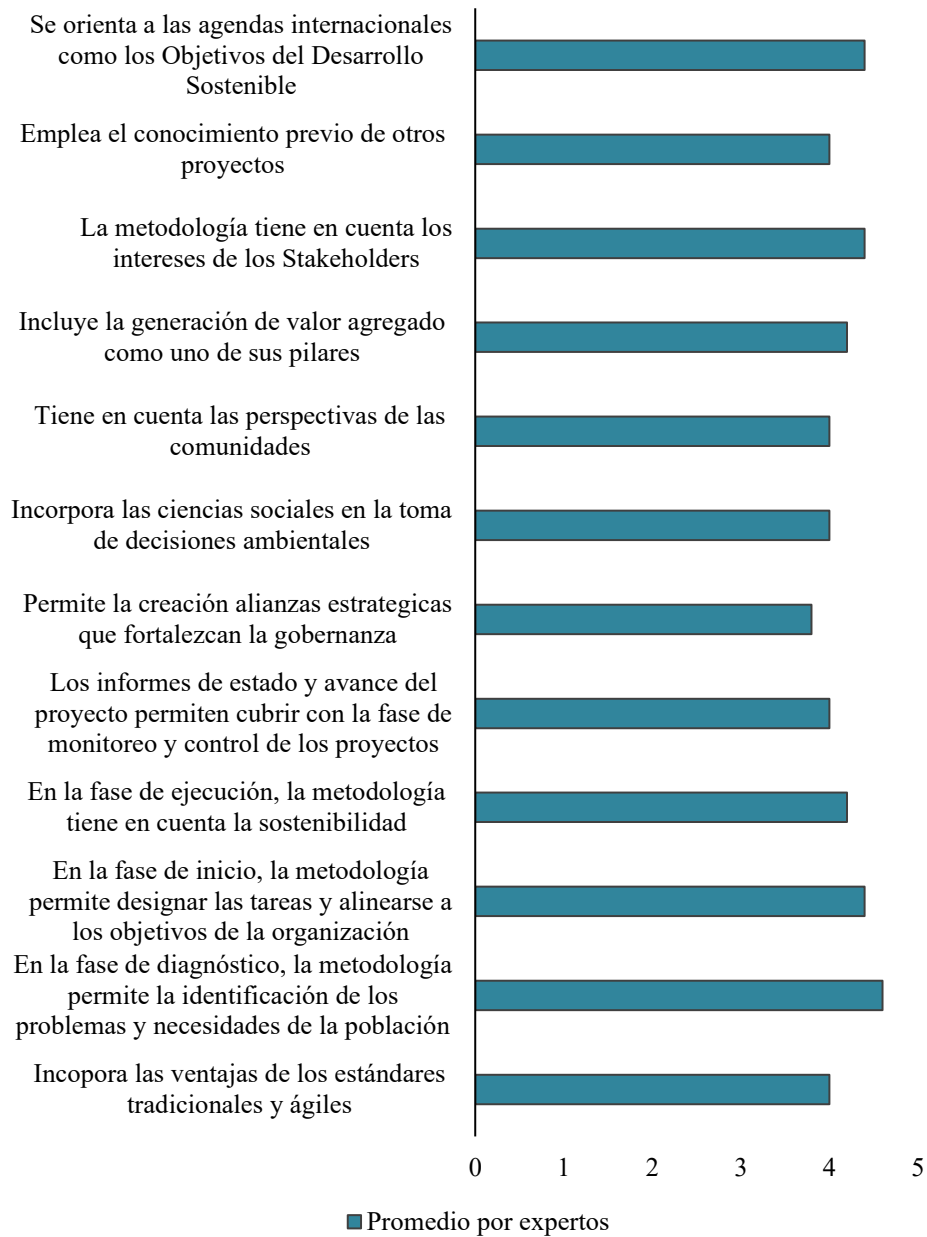 Se orienta a las agendas internacionales
como los Objetivos del Desarrollo
Sostenible
Emplea el conocimiento previo de otros
proyectos
La metodología tiene en cuenta los
intereses de los Stakeholders
Incluye la generación de valor agregado
como uno de sus pilares
Tiene en cuenta las perspectivas de las
comunidades
Incorpora las ciencias sociales en la toma
de decisiones ambientales
Permite la creación alianzas estrategicas
que fortalezcan la gobernanza
Los informes de estado y avance del
proyecto permiten cubrir con la fase de
monitoreo y control de los proyectos
En la fase de ejecución, la metodología
tiene en cuenta la sostenibilidad
En la fase de inicio, la metodología
permite designar las tareas y alinearse a
los objetivos de la organización
En la fase de diagnóstico, la metodología
permite la identificación de los
problemas y necesidades de la población
Incopora las ventajas de los estándares
tradicionales y ágiles
0 1 2 3 4 5
Promedio por expertos